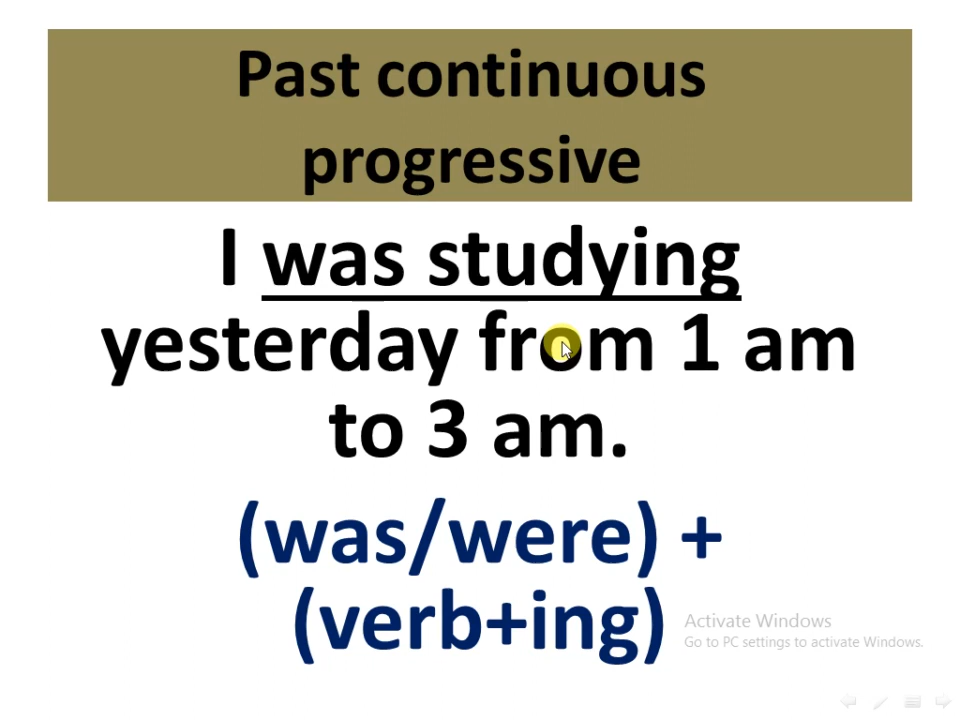 Past continuous
progressive
I was studying
yesterday from 1 am
to 3 am.
(was/were) +
(verb+ing)
Activate Windows
Go to PC settings to activate Windows.